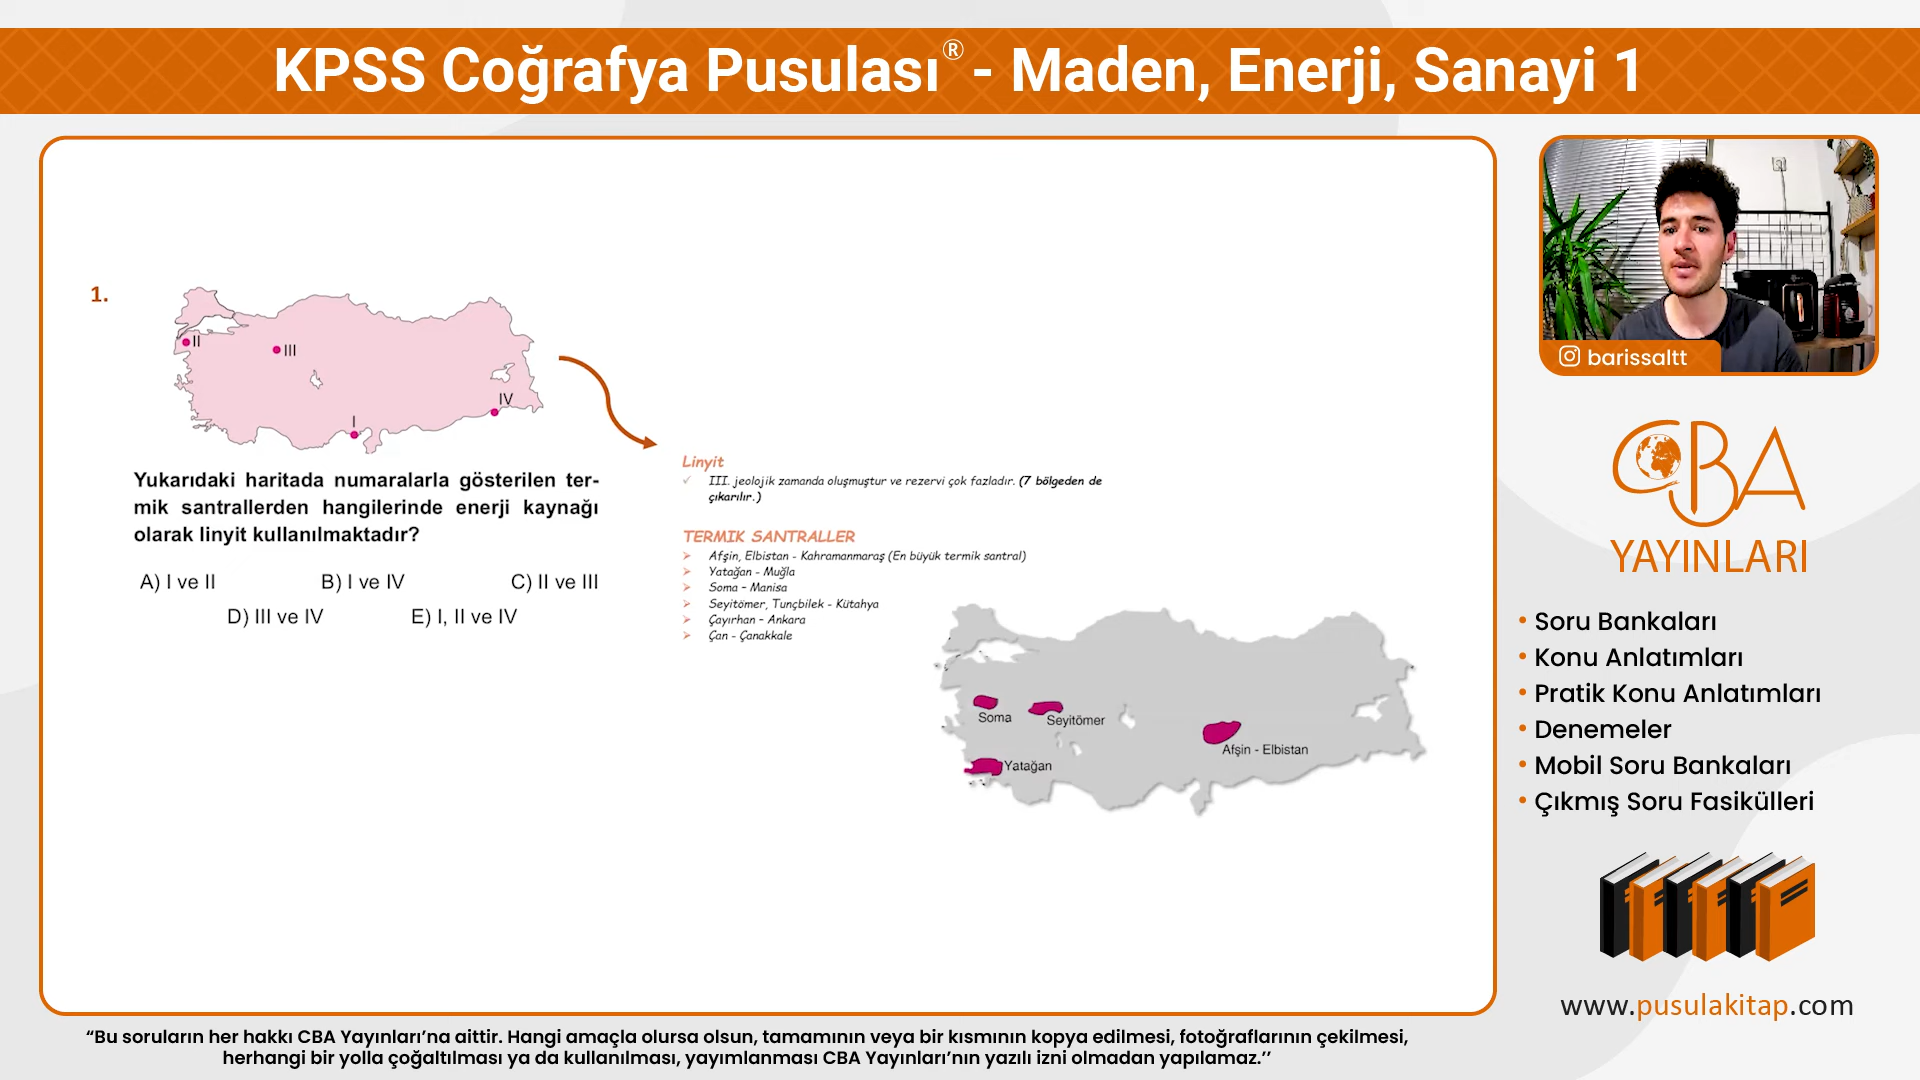 KPSS Coğrafya Pusulası® - Maden, Enerji, Sanayi 1
1.
II
III
IV
I
Yukarıdaki haritada numaralarla gösterilen ter-
mik santrallerden hangilerinde enerji kaynağı
olarak linyit kullanılmaktadır?
A) I ve II
B) I ve IV
C) II ve III
D) III ve IV
E) I, II ve IV
Linyit
III. jeolojik zamanda oluşmuştur ve rezervi çok fazladır. (7 bölgeden de
çıkarılır.)
TERMIK SANTRALLER
Afşin, Elbistan - Kahramanmaraş (En büyük termik santral)
Yatağan - Muğla
Soma - Manisa
Seyitömer, Tunçbilek - Kütahya
Çayırhan - Ankara
Çan - Çanakkale
Soma
Seyitömer
Afşin - Elbistan
Yatağan
barissaltt
CBA
YAYINLARI
• Soru Bankaları
• Konu Anlatımları
• Pratik Konu Anlatımları
• Denemeler
• Mobil Soru Bankaları
• Çıkmış Soru Fasikülleri
www.pusulakitap.com
“Bu soruların her hakkı CBA Yayınları’na aittir. Hangi amaçla olursa olsun, tamamının veya bir kısmının kopya edilmesi, fotoğraflarının çekilmesi,
herhangi bir yolla çoğaltılması ya da kullanılması, yayımlanması CBA Yayınları’nın yazılı izni olmadan yapılamaz.’’